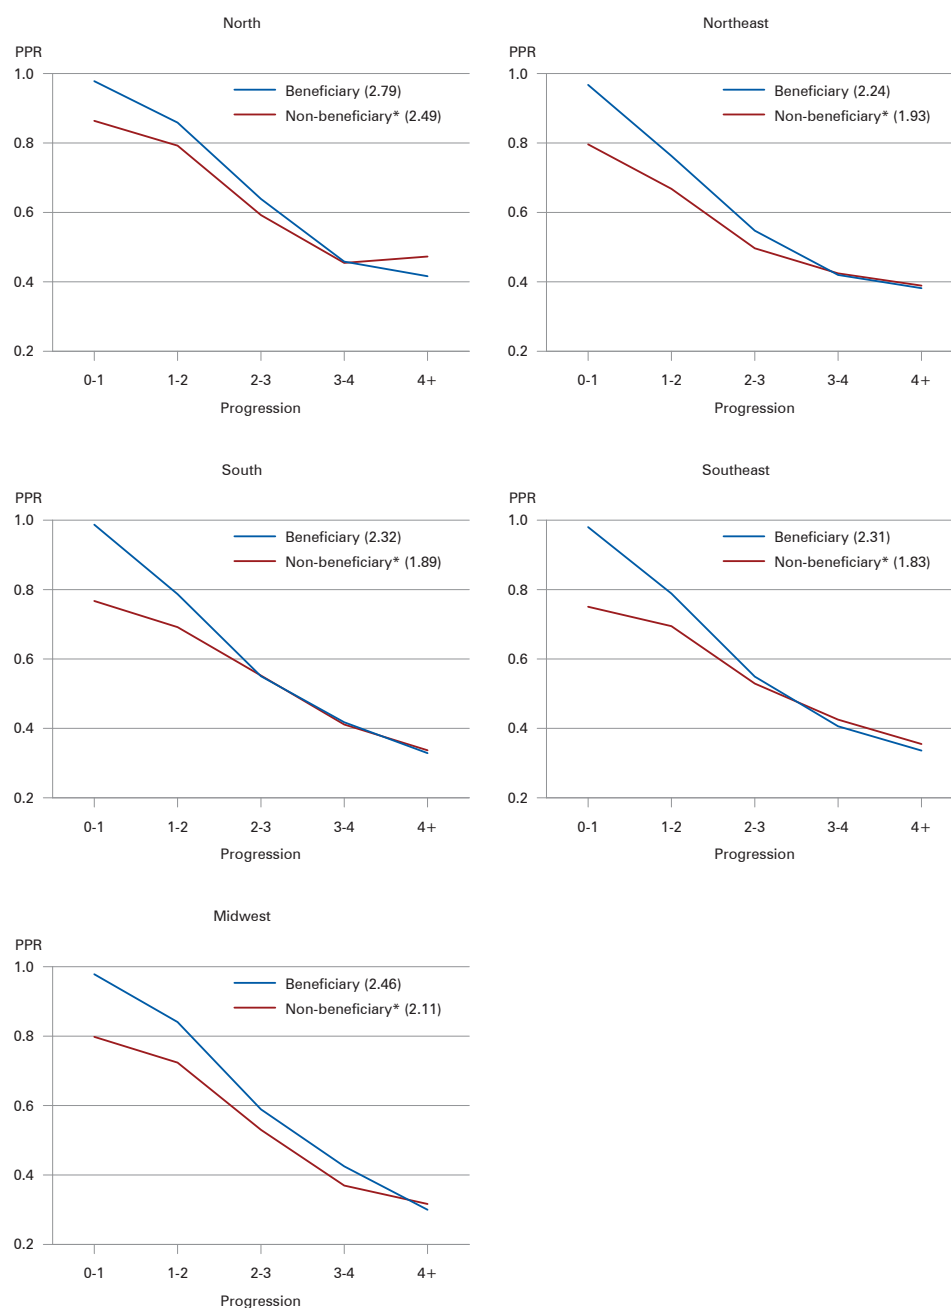 North
PPR
1.0
0.8
0.6
0.4
0.2
Beneficiary (2.79)
Non-beneficiary* (2.49)
0-1 1-2 2-3 3-4 4+
Progression
Northeast
PPR
1.0
0.8
0.6
0.4
0.2
Beneficiary (2.24)
Non-beneficiary* (1.93)
0-1 1-2 2-3 3-4 4+
Progression
South
PPR
1.0
0.8
0.6
0.4
0.2
Beneficiary (2.32)
Non-beneficiary* (1.89)
0-1 1-2 2-3 3-4 4+
Progression
Southeast
PPR
1.0
0.8
0.6
0.4
0.2
Beneficiary (2.31)
Non-beneficiary* (1.83)
0-1 1-2 2-3 3-4 4+
Progression
Midwest
PPR
1.0
0.8
0.6
0.4
0.2
Beneficiary (2.46)
Non-beneficiary* (2.11)
0-1 1-2 2-3 3-4 4+
Progression